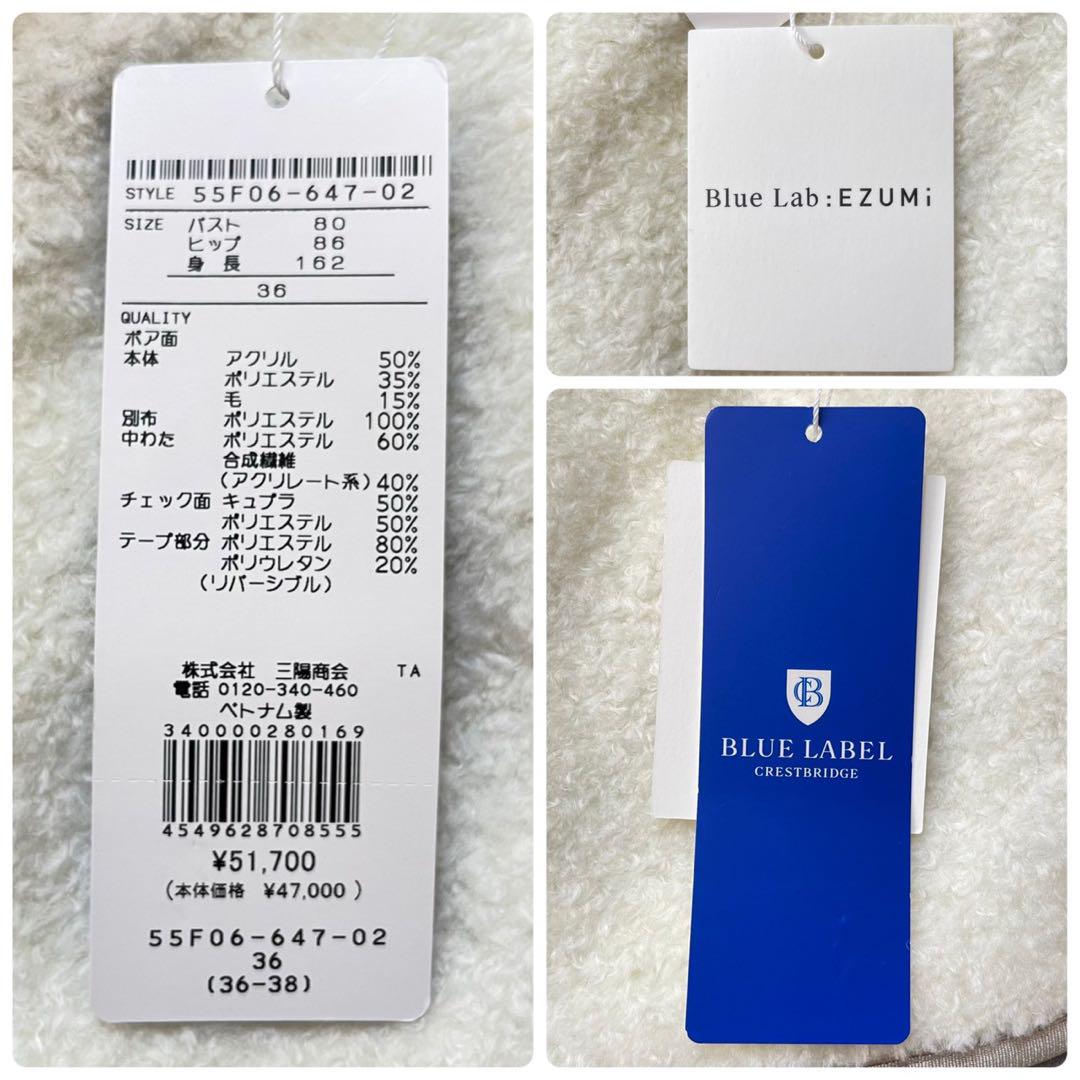 STYLE 55F06-647-02
SIZE バスト 80
ヒップ 86
身長 162
36
QUALITY
ボア面
本体 アクリル 50%
ポリエステル 35%
毛 15%
別布 ポリエステル 100%
中わた ポリエステル 60%
合成繊維
(アクリレート系) 40%
チェック面 キュプラ 50%
ポリエステル 50%
テープ部分 ポリエステル 80%
ポリウレタン 20%
(リバーシブル)
株式会社 三陽商会 TA
電話 0120-340-460
ベトナム製
340000280169
4549628708555
¥51,700
(本体価格 ¥47,000)
55F06-647-02
36
(36-38)
Blue Lab:EZUMi
CB
BLUE LABEL
CRESTBRIDGE